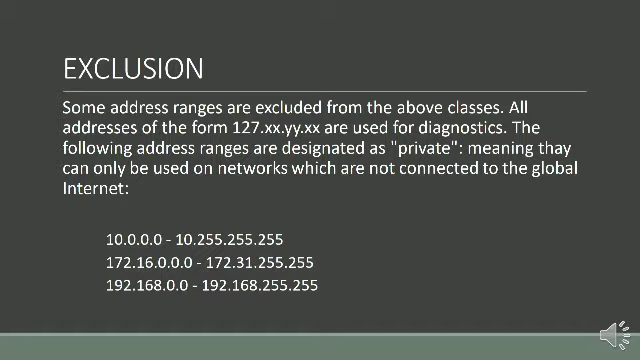 EXCLUSION
Some address ranges are excluded from the above classes. All
addresses of the form 127.xx.yy.xx are used for diagnostics. The
following address ranges are designated as "private": meaning thay
can only be used on networks which are not connected to the global
Internet:
10.0.0.0 - 10.255.255.255
172.16.0.0.0 - 172.31.255.255
192.168.0.0 - 192.168.255.255